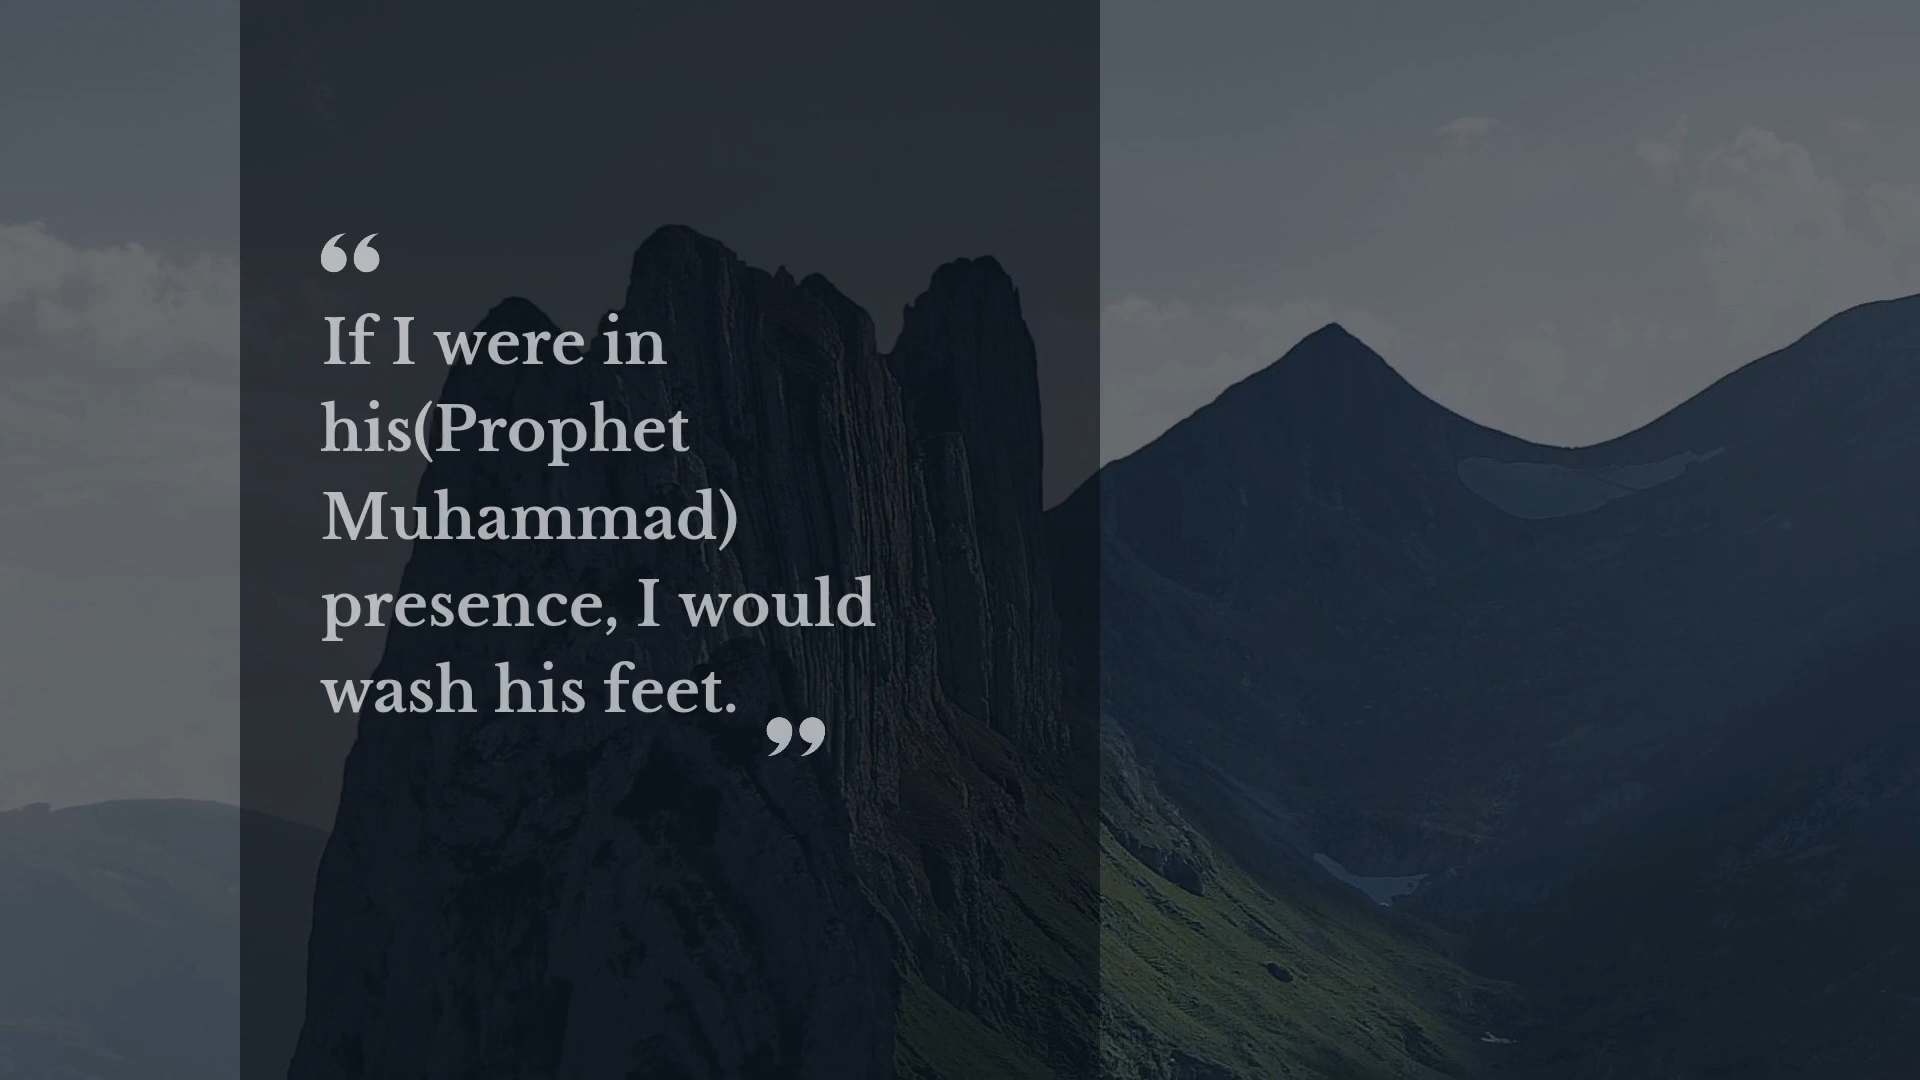 “
If I were in
his(Prophet
Muhammad)
presence, I would
wash his feet.
”